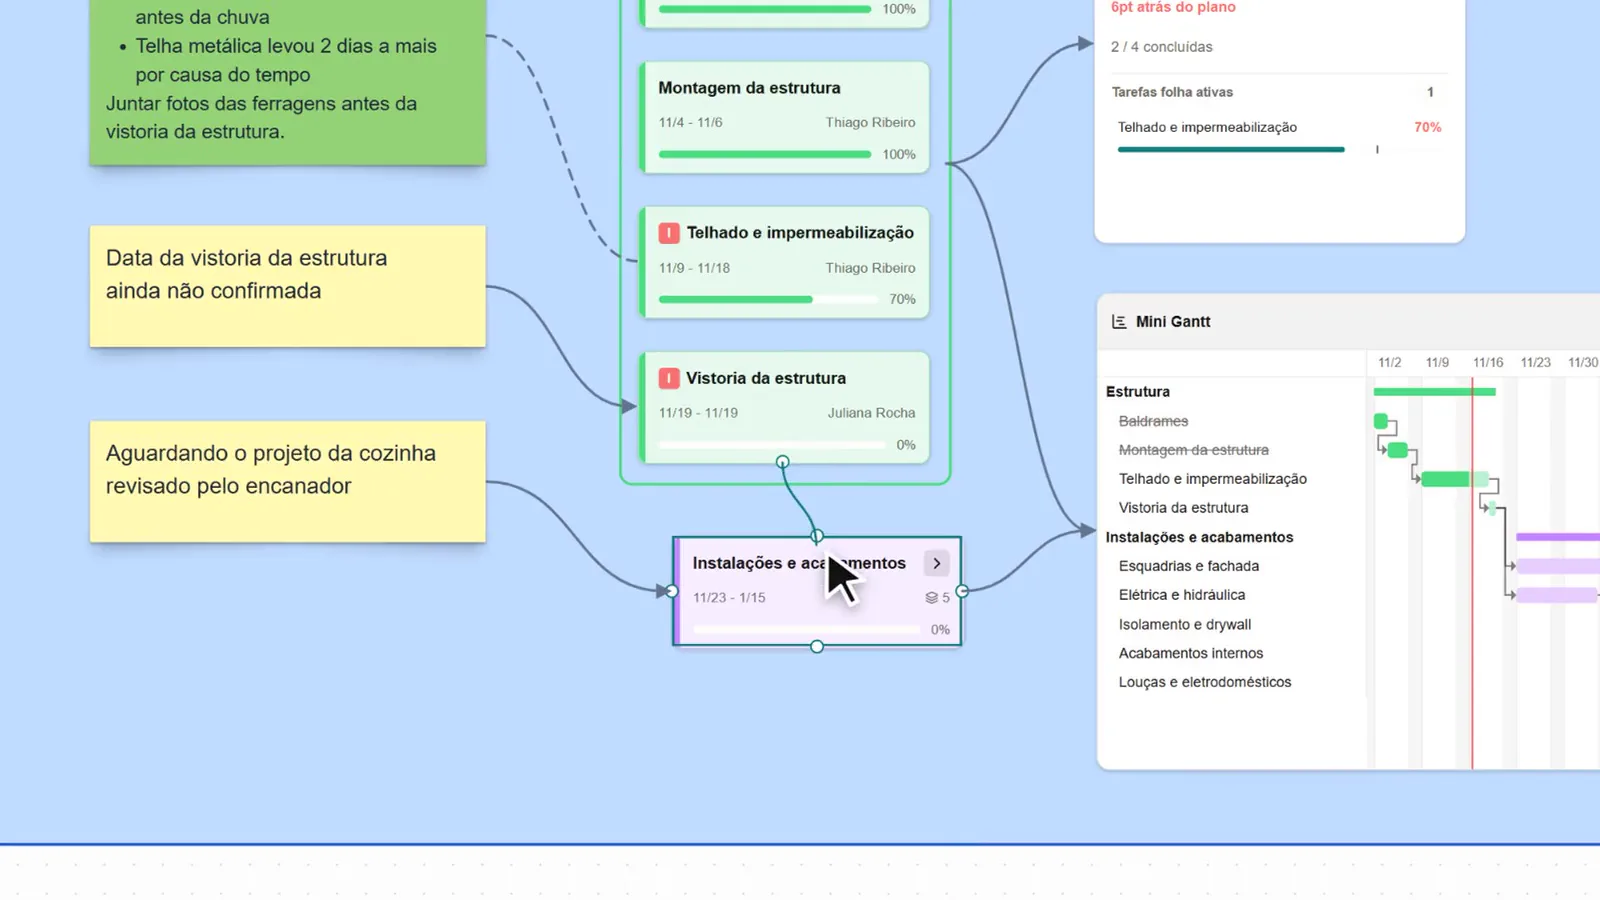 antes da chuva
• Telha metálica levou 2 dias a mais
por causa do tempo
Juntar fotos das ferragens antes da
vistoria da estrutura.
Data da vistoria da estrutura
ainda não confirmada
Aguardando o projeto da cozinha
revisado pelo encanador
100%
Montagem da estrutura
11/4 - 11/6 Thiago Ribeiro
100%
! Telhado e impermeabilização
11/9 - 11/18 Thiago Ribeiro
70%
! Vistoria da estrutura
11/19 - 11/19 Juliana Rocha
0%
Instalações e acabamentos
11/23 - 1/15 5
0%
6pt atrás do plano
2 / 4 concluídas
Tarefas folha ativas 1
Telhado e impermeabilização 70%
Mini Gantt
11/2 11/9 11/16 11/23 11/30
Estrutura
Baldrames
Montagem da estrutura
Telhado e impermeabilização
Vistoria da estrutura
Instalações e acabamentos
Esquadrias e fachada
Elétrica e hidráulica
Isolamento e drywall
Acabamentos internos
Louças e eletrodomésticos